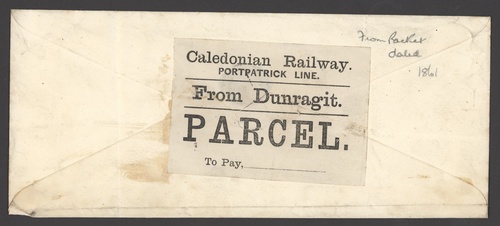 Caledonian Railway.
PORTPATRICK LINE.
From Dunragit.
PARCEL.
To Pay,
From Packet
dated
1861